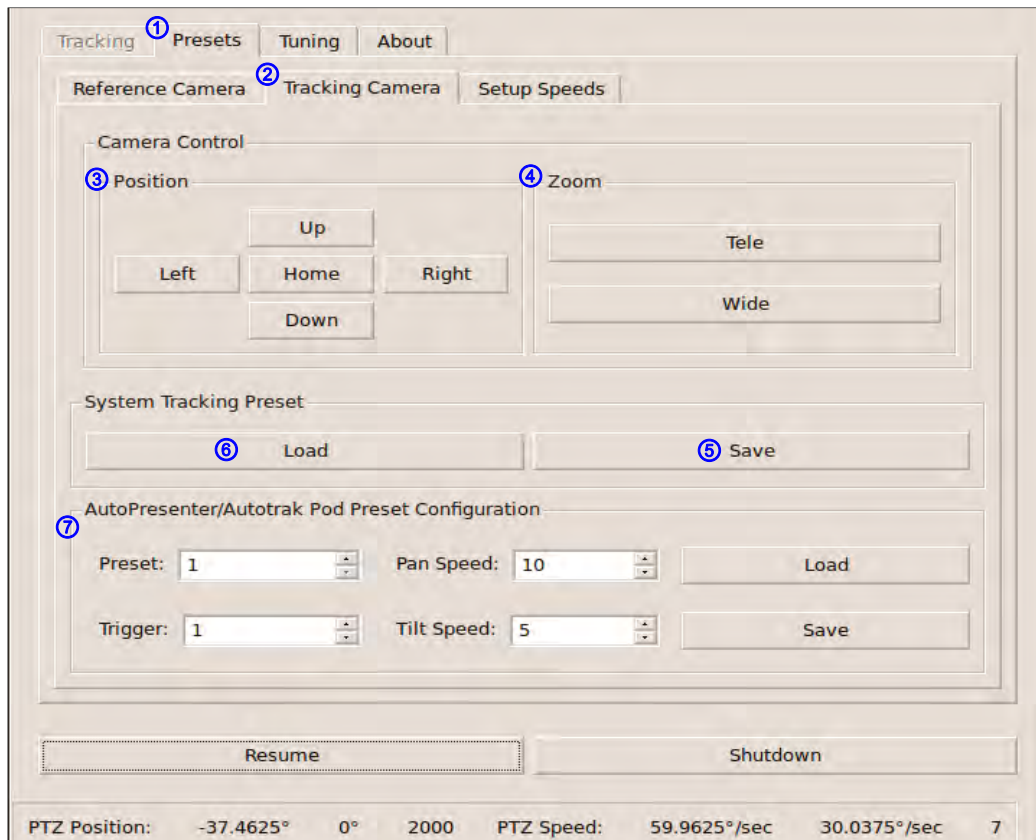 Tracking ① Presets Tuning About
Reference Camera ② Tracking Camera Setup Speeds
Camera Control
③ Position ④ Zoom
Up
Tele
Left Home Right
Wide
Down
System Tracking Preset
⑥ Load ⑤ Save
AutoPresenter/Autotrak Pod Preset Configuration
⑦
Preset: 1 Pan Speed: 10 Load
Trigger: 1 Tilt Speed: 5 Save
Resume Shutdown
PTZ Position: -37.4625° 0° 2000 PTZ Speed: 59.9625°/sec 30.0375°/sec 7